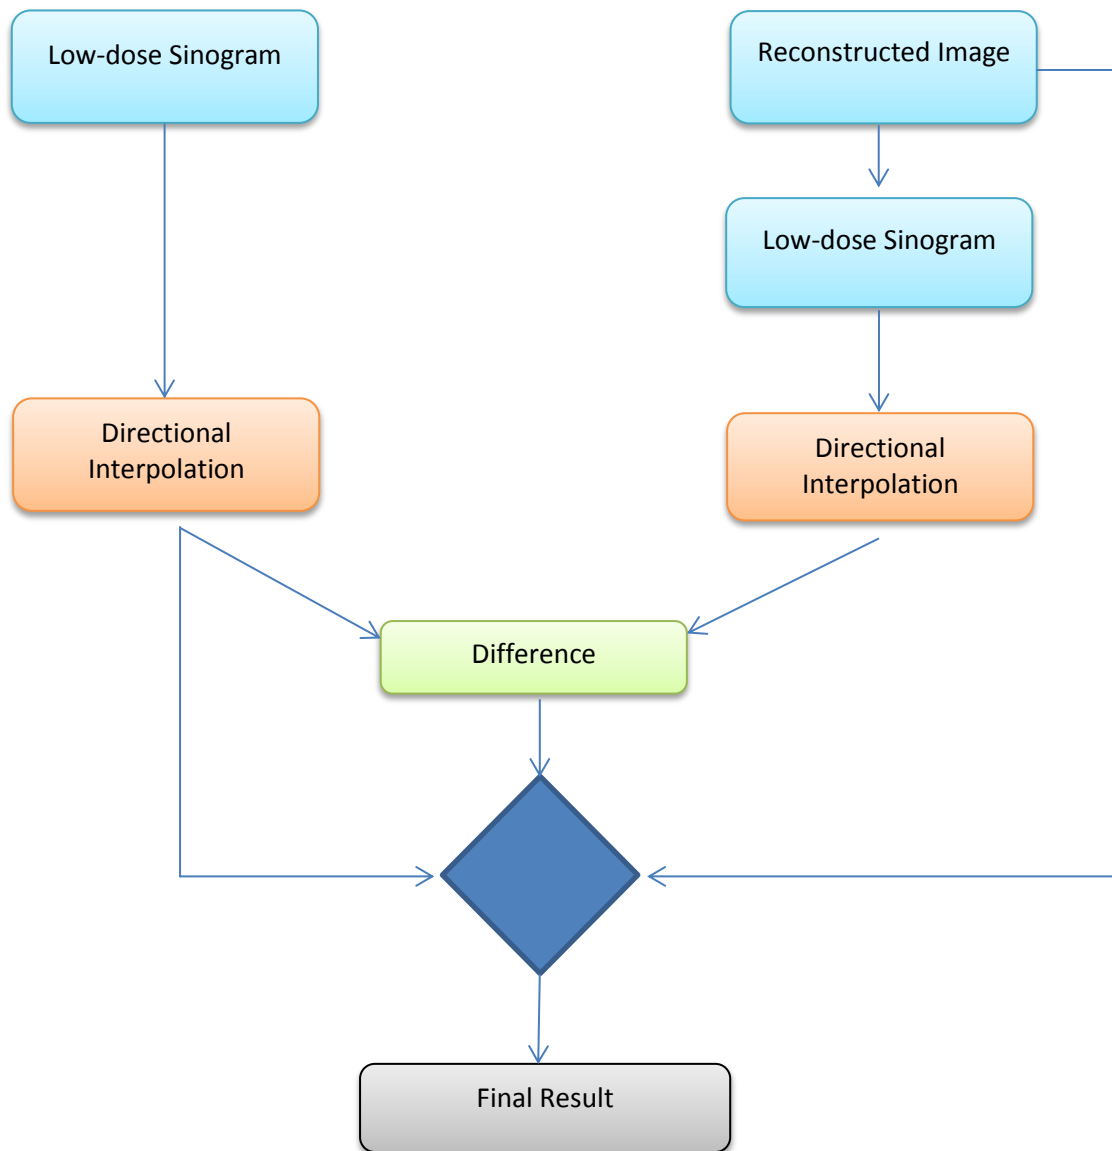 Low-dose Sinogram
Reconstructed Image
Low-dose Sinogram
Directional
Interpolation
Directional
Interpolation
Difference
Final Result